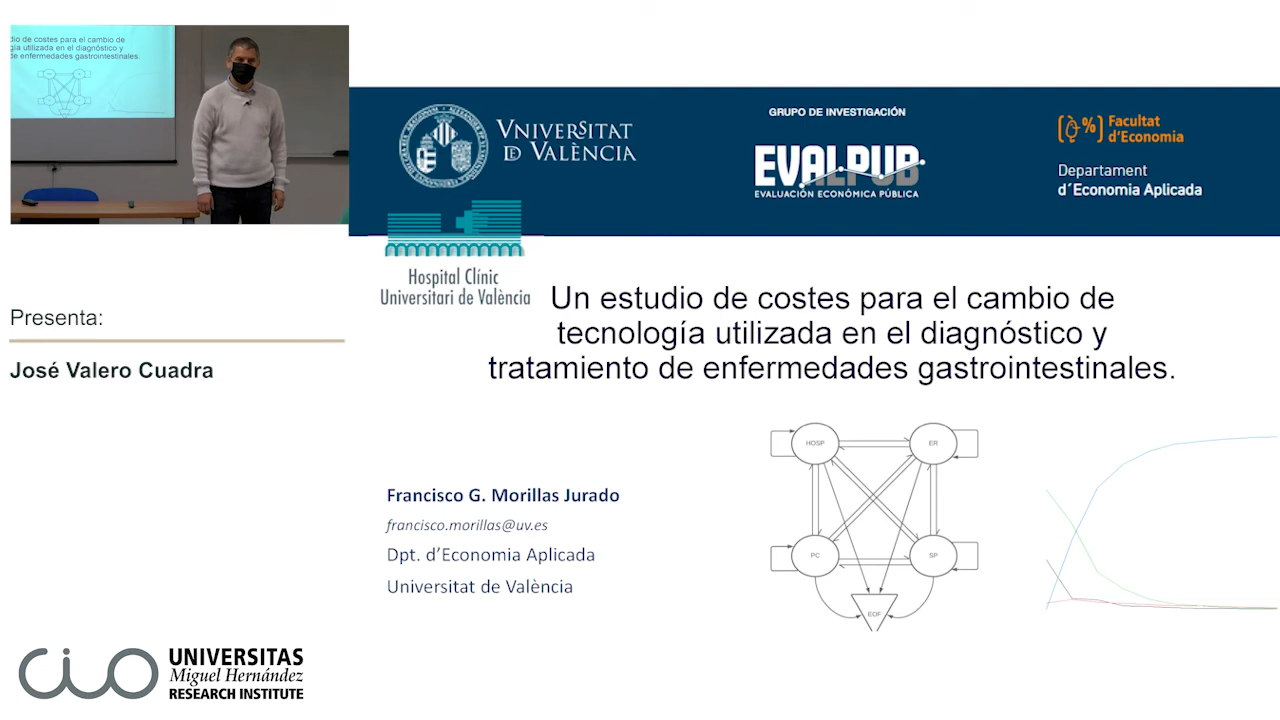 dio de costes para el cambio de
gía utilizada en el diagnóstico y
de enfermedades gastrointestinales.
VNIVERSITAT
DE VALÈNCIA
GRUPO DE INVESTIGACIÓN
EVALPUB
EVALUACIÓN ECONÓMICA PÚBLICA
Facultat
d'Economia
Departament
d´Economia Aplicada
Hospital Clínic
Universitari de València
Un estudio de costes para el cambio de
tecnología utilizada en el diagnóstico y
tratamiento de enfermedades gastrointestinales.
Presenta:
José Valero Cuadra
HOSP
ER
PC
SP
EOF
Francisco G. Morillas Jurado
francisco.morillas@uv.es
Dpt. d’Economia Aplicada
Universitat de València
CIO
UNIVERSITAS
Miguel Hernández
RESEARCH INSTITUTE